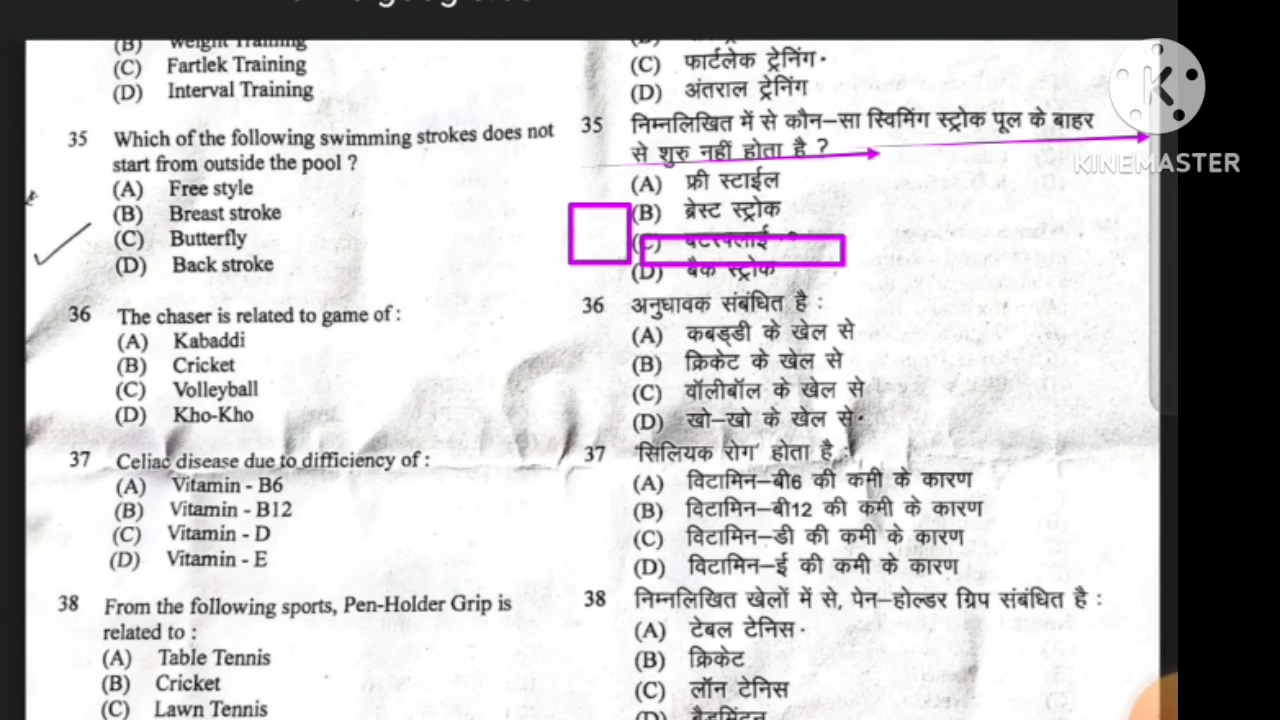 (B) Weight Training
(C) Fartlek Training
(D) Interval Training
35 Which of the following swimming strokes does not
start from outside the pool ?
(A) Free style
(B) Breast stroke
(C) Butterfly
(D) Back stroke
36 The chaser is related to game of :
(A) Kabaddi
(B) Cricket
(C) Volleyball
(D) Kho-Kho
37 Celiac disease due to difficiency of :
(A) Vitamin - B6
(B) Vitamin - B12
(C) Vitamin - D
(D) Vitamin - E
38 From the following sports, Pen-Holder Grip is
related to :
(A) Table Tennis
(B) Cricket
(C) Lawn Tennis
(C) फार्टलेक ट्रेनिंग
(D) अंतराल ट्रेनिंग
35 निम्नलिखित में से कौन-सा स्विमिंग स्ट्रोक पूल के बाहर
से शुरु नहीं होता है ?
(A) फ्री स्टाईल
(B) ब्रेस्ट स्ट्रोक
(C) बटरफ्लाई
(D) बैक स्ट्रोक
36 अनुधावक संबंधित है :
(A) कबड्डी के खेल से
(B) क्रिकेट के खेल से
(C) वॉलीबॉल के खेल से
(D) खो-खो के खेल से
37 सिलियक रोग होता है :
(A) विटामिन-बी6 की कमी के कारण
(B) विटामिन-बी12 की कमी के कारण
(C) विटामिन-डी की कमी के कारण
(D) विटामिन-ई की कमी के कारण
38 निम्नलिखित खेलों में से, पेन-होल्डर ग्रिप संबंधित है :
(A) टेबल टेनिस
(B) क्रिकेट
(C) लॉन टेनिस
(D) बैडमिंटन
K
KINEMASTER